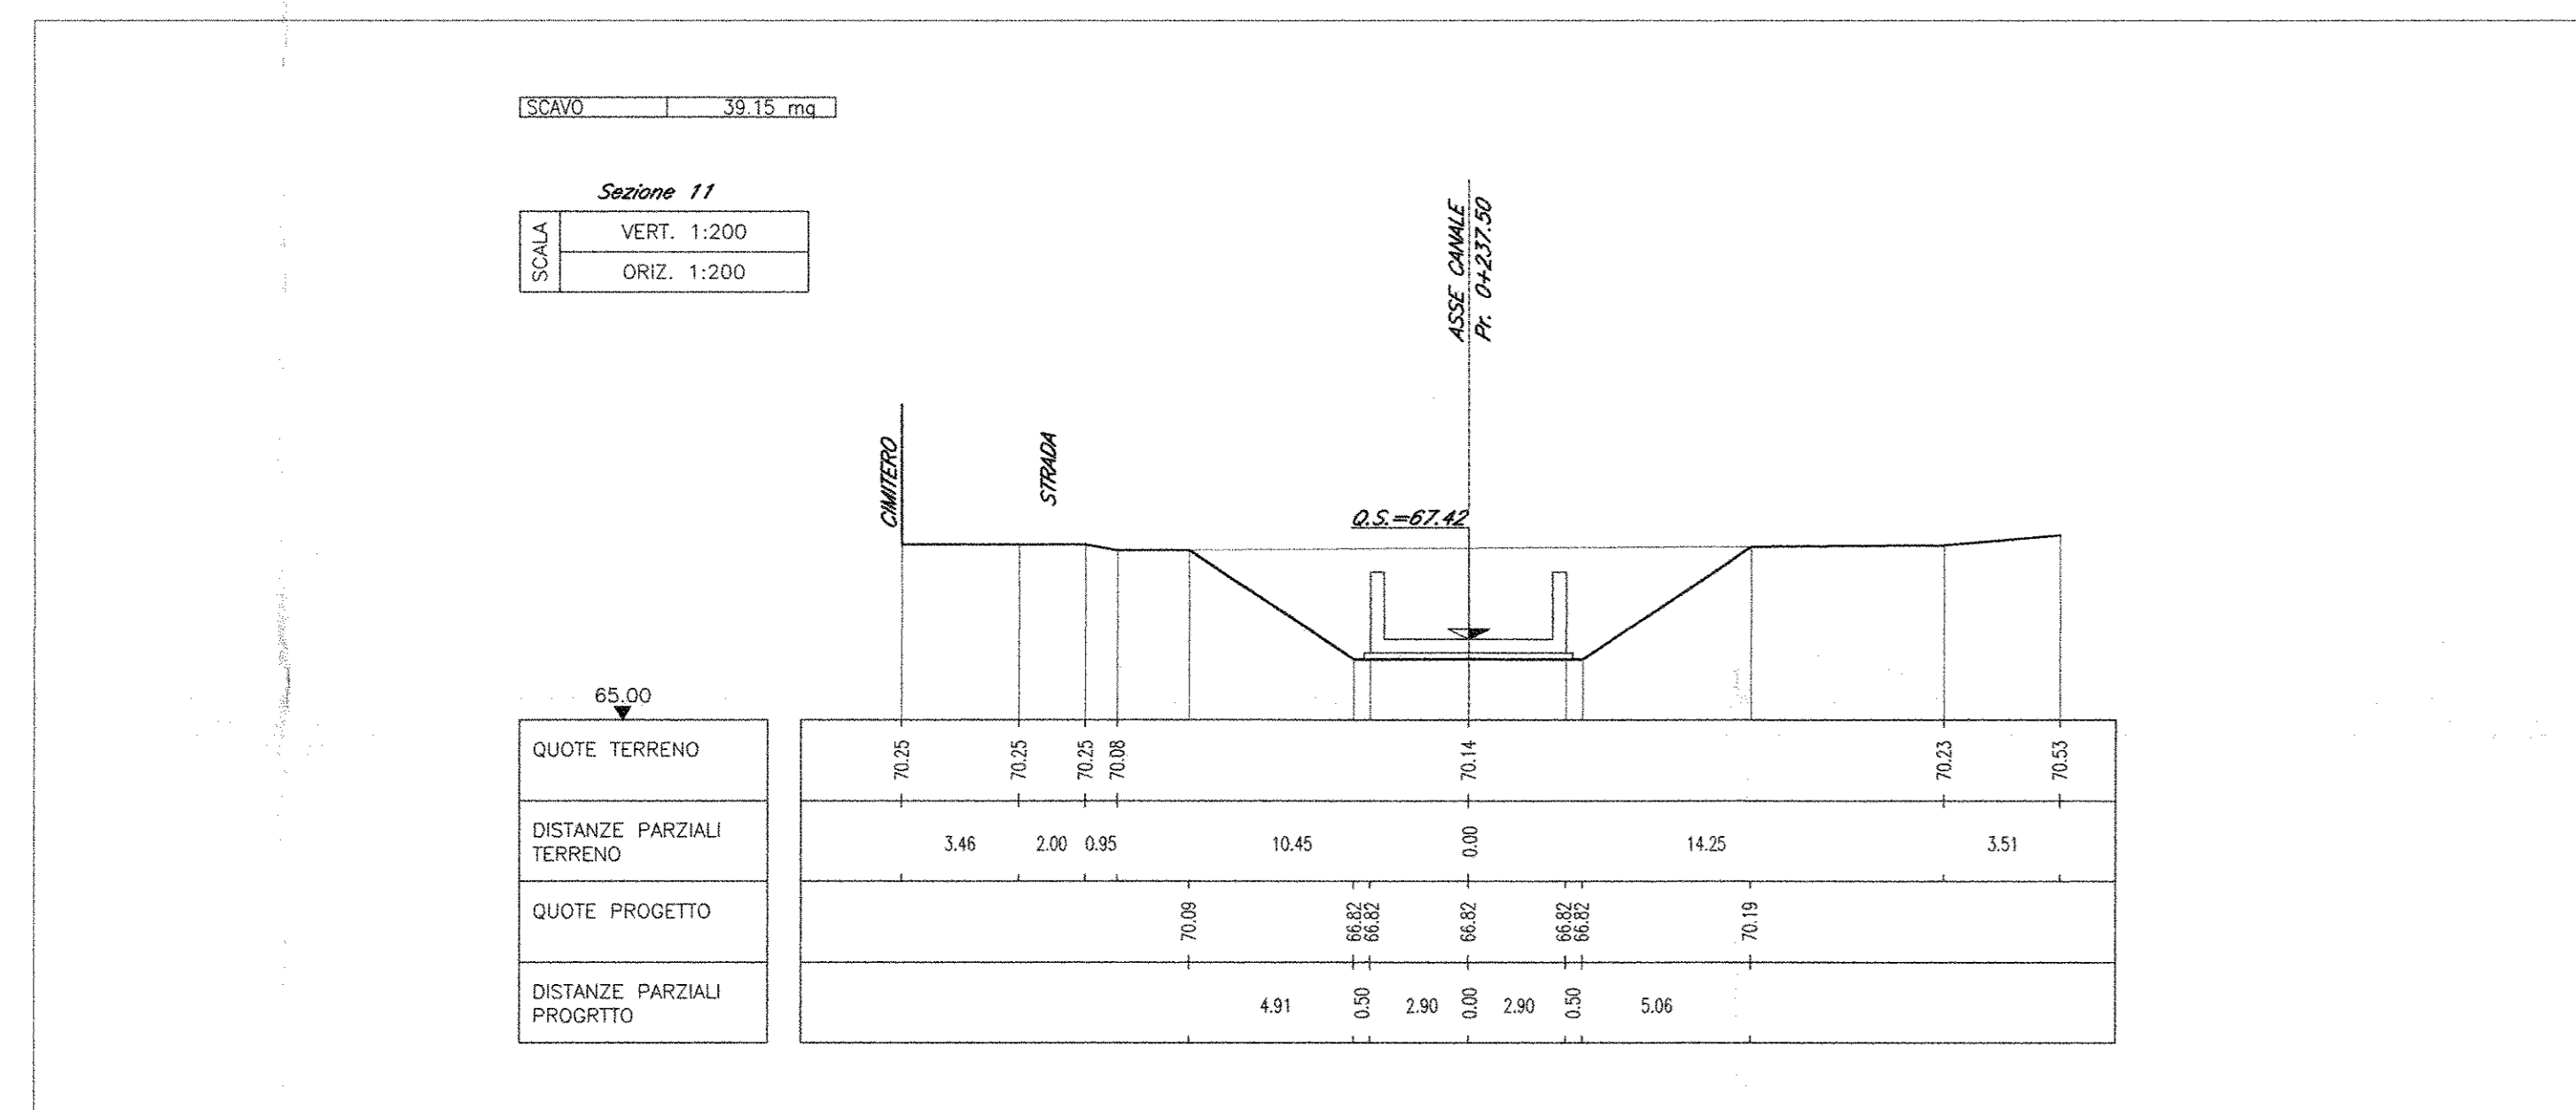 SCAVO 39.15 mq
Sezione 11
SCALA
VERT. 1:200
ORIZ. 1:200
ASSE CANALE
Pr. 0+237.50
CIMITERO
STRADA
Q.S.=67.42
65.00
QUOTE TERRENO 70.25 70.25 70.25 70.08 70.14 70.23 70.53
DISTANZE PARZIALI
TERRENO 3.46 2.00 0.95 10.45 0.00 14.25 3.51
QUOTE PROGETTO 70.09 66.82 66.82 66.82 66.82 66.82 70.19
DISTANZE PARZIALI
PROGRTTO 4.91 0.50 2.90 0.00 2.90 0.50 5.06